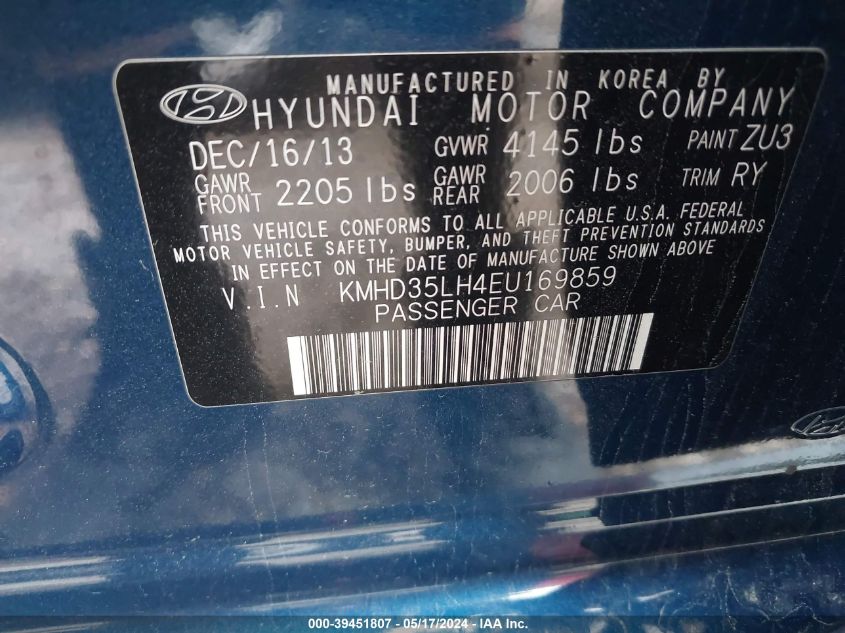 MANUFACTURED IN KOREA BY
HYUNDAI MOTOR COMPANY
DEC/16/13 GVWR 4145 lbs PAINT ZU3
GAWR FRONT 2205 lbs GAWR REAR 2006 lbs TRIM RY
THIS VEHICLE CONFORMS TO ALL APPLICABLE U.S.A. FEDERAL
MOTOR VEHICLE SAFETY, BUMPER, AND THEFT PREVENTION STANDARDS
IN EFFECT ON THE DATE OF MANUFACTURE SHOWN ABOVE
V.I.N KMHD35LH4EU169859
PASSENGER CAR
000-39451807 - 05/17/2024 - IAA, Inc.